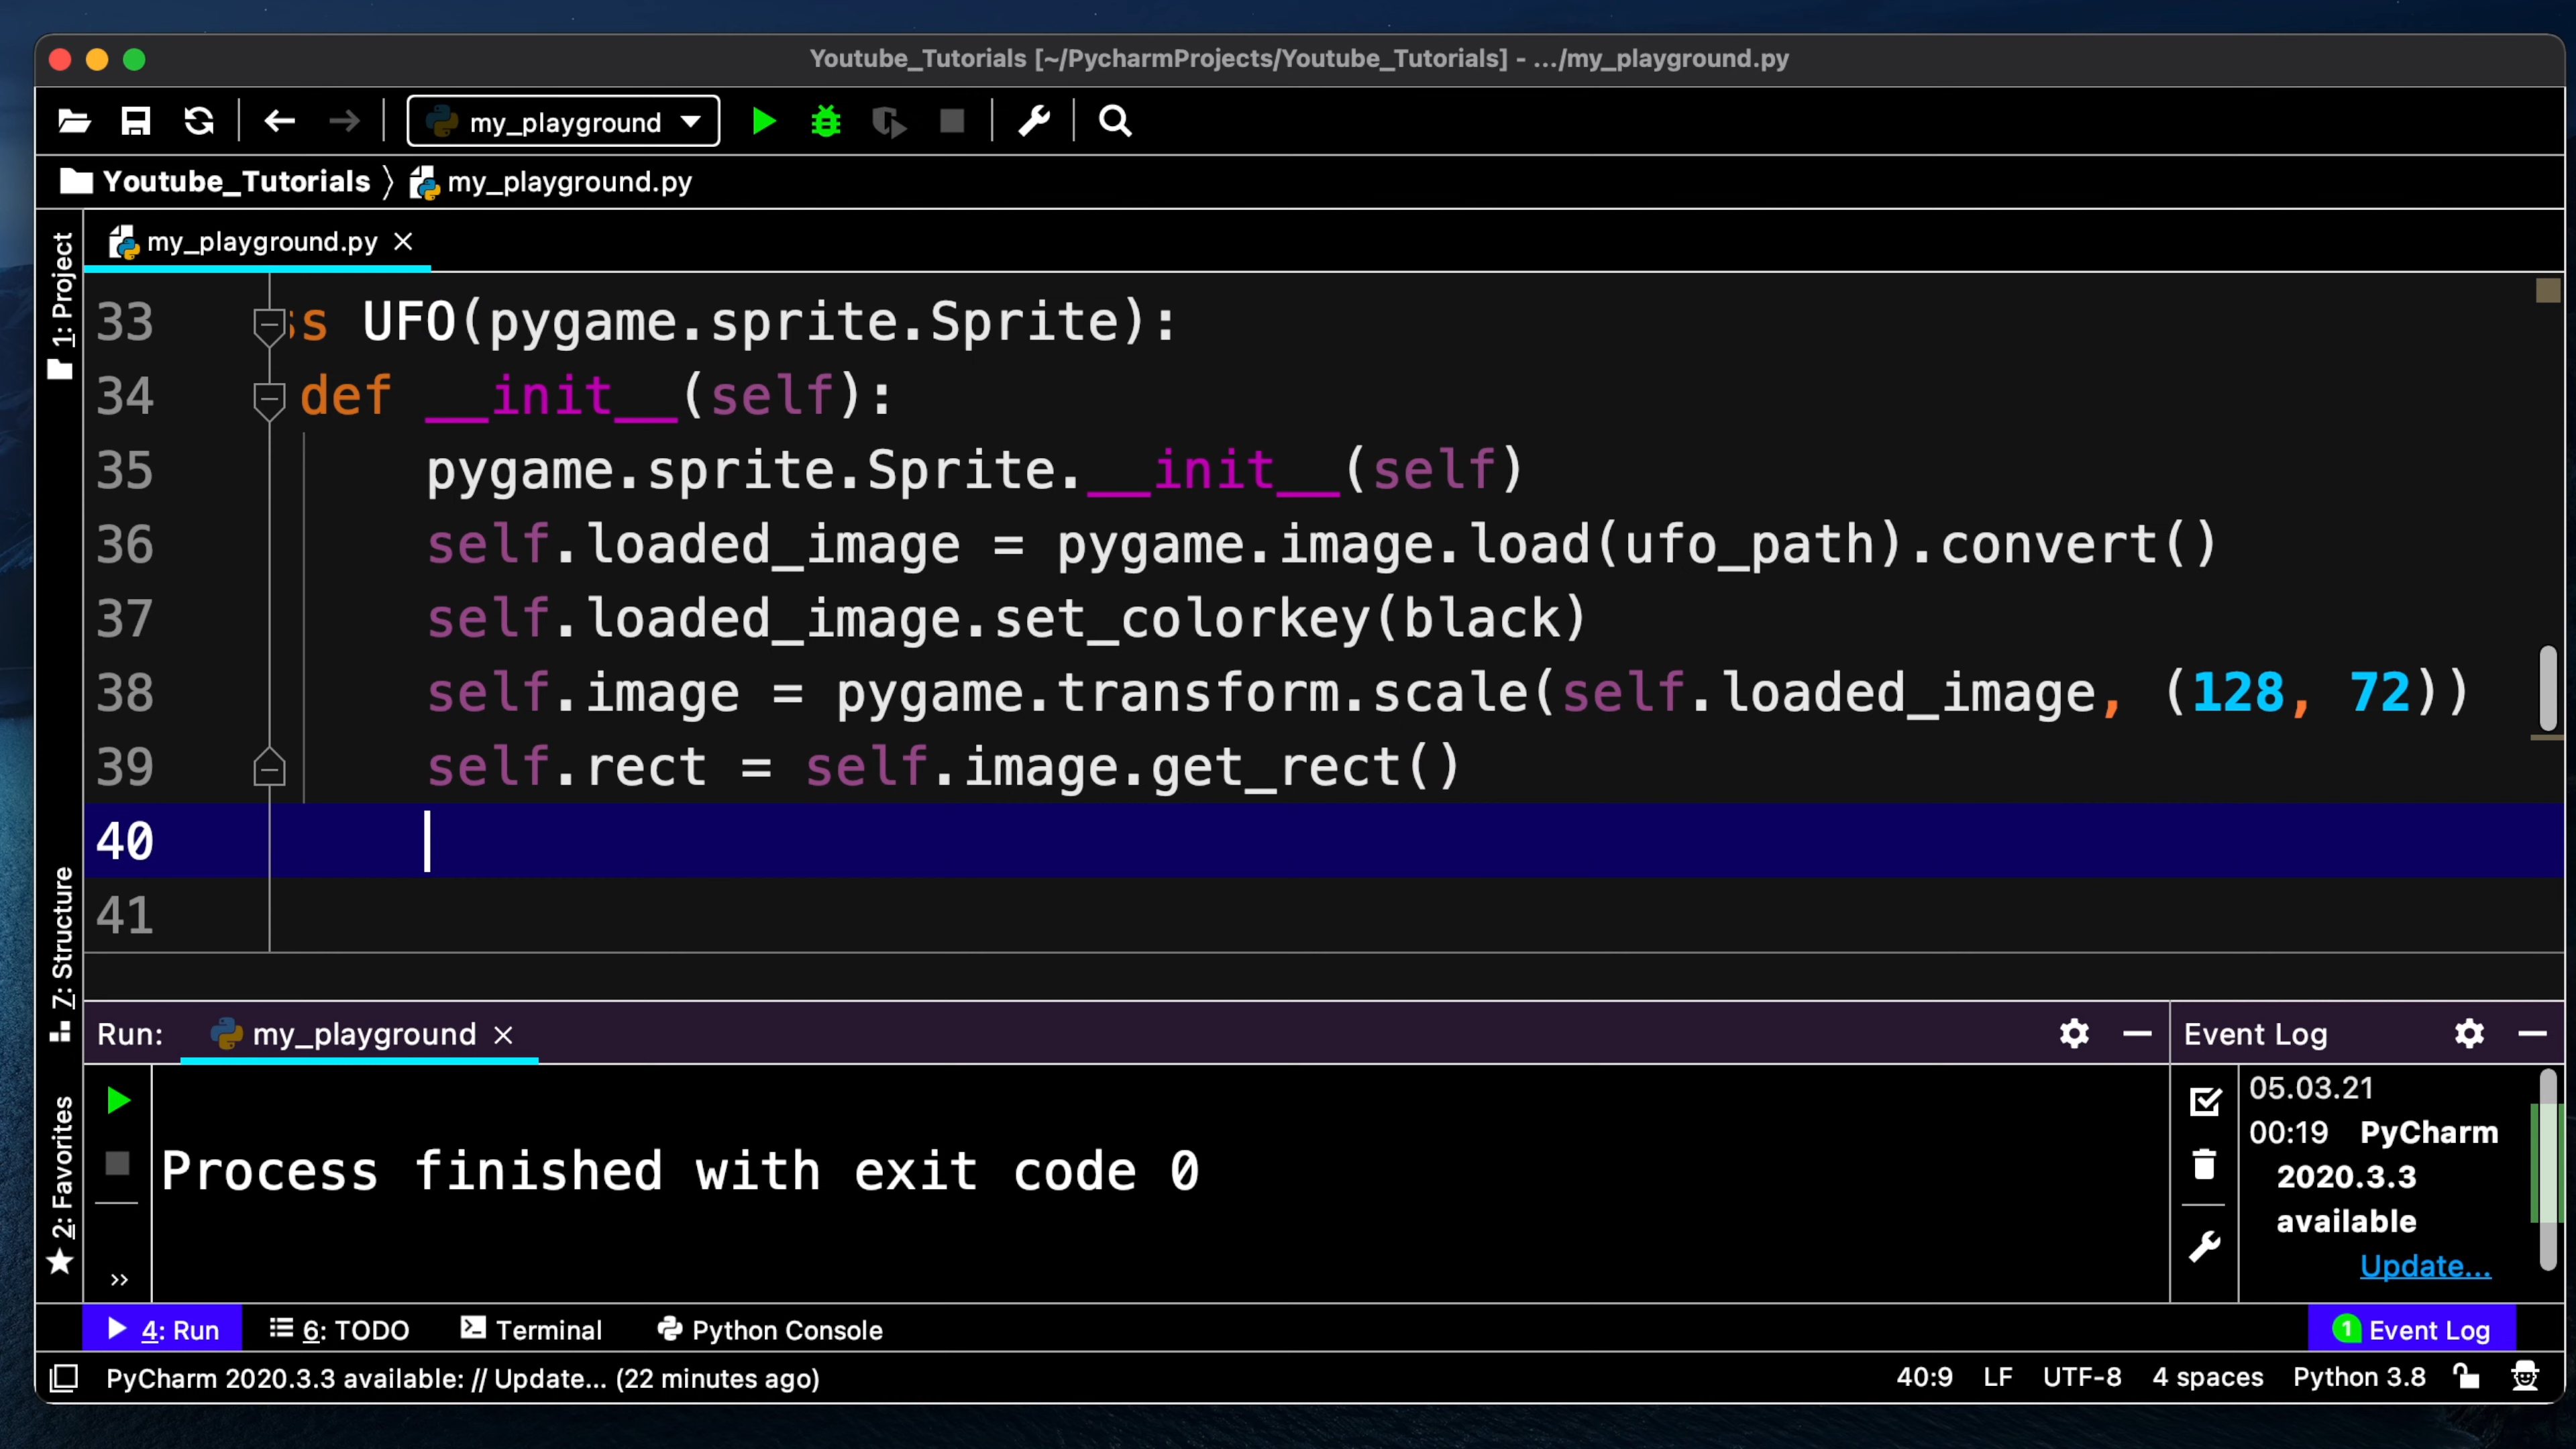 Youtube_Tutorials [~/PycharmProjects/Youtube_Tutorials] - .../my_playground.py
my_playground
Youtube_Tutorials my_playground.py
my_playground.py
1: Project
7: Structure
2: Favorites
33 s UFO(pygame.sprite.Sprite):
34 def __init__(self):
35 pygame.sprite.Sprite.__init__(self)
36 self.loaded_image = pygame.image.load(ufo_path).convert()
37 self.loaded_image.set_colorkey(black)
38 self.image = pygame.transform.scale(self.loaded_image, (128, 72))
39 self.rect = self.image.get_rect()
40
41
Run: my_playground
Process finished with exit code 0
Event Log
05.03.21
00:19 PyCharm
2020.3.3
available
Update...
4: Run 6: TODO Terminal Python Console 1 Event Log
PyCharm 2020.3.3 available: // Update... (22 minutes ago) 40:9 LF UTF-8 4 spaces Python 3.8